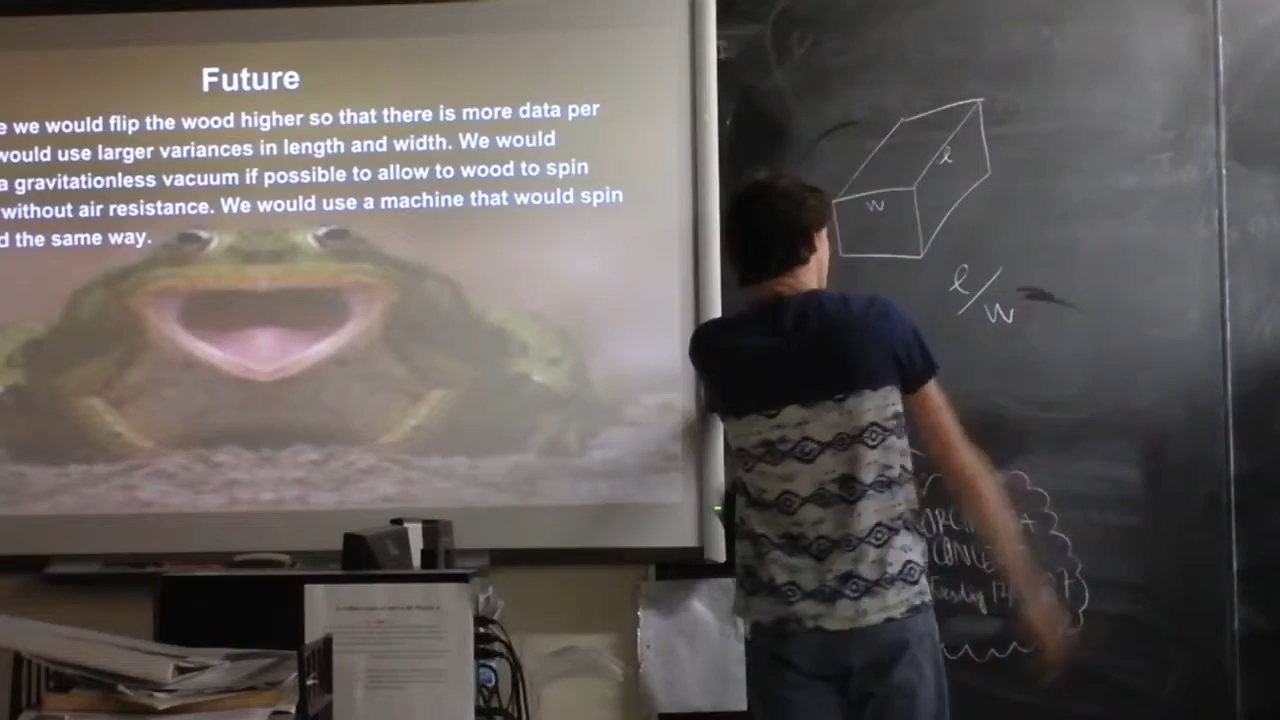 Future
e we would flip the wood higher so that there is more data per
would use larger variances in length and width. We would
a gravitationless vacuum if possible to allow to wood to spin
without air resistance. We would use a machine that would spin
d the same way.
l
w
l/w